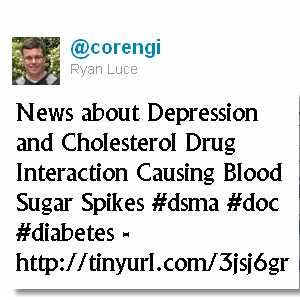 @corengi
Ryan Luce
News about Depression
and Cholesterol Drug
Interaction Causing Blood
Sugar Spikes #dsma #doc
#diabetes -
http://tinyurl.com/3jsj6gr